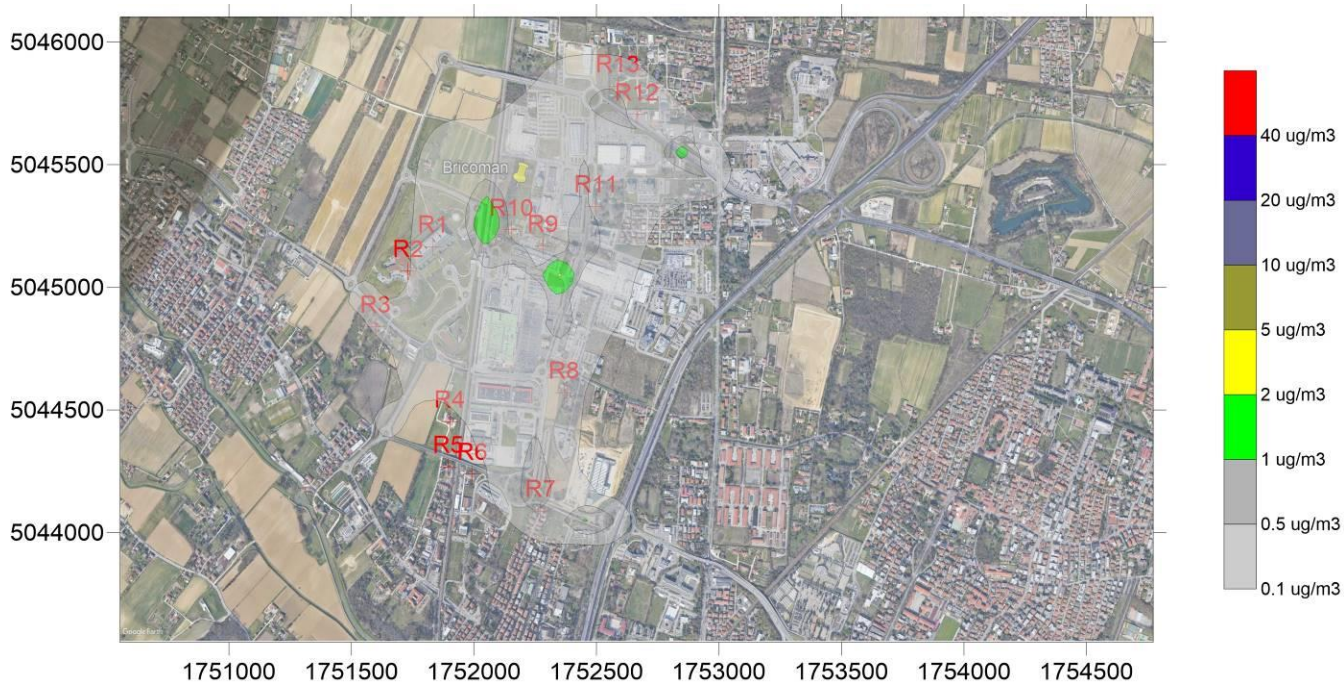 5046000
5045500
5045000
5044500
5044000
1751000 1751500 1752000 1752500 1753000 1753500 1754000 1754500
R13
R12
Bricoman
R11
R10
R9
R1
R2
R3
R8
R4
R5
R6
R7
Google Earth
40 ug/m3
20 ug/m3
10 ug/m3
5 ug/m3
2 ug/m3
1 ug/m3
0.5 ug/m3
0.1 ug/m3